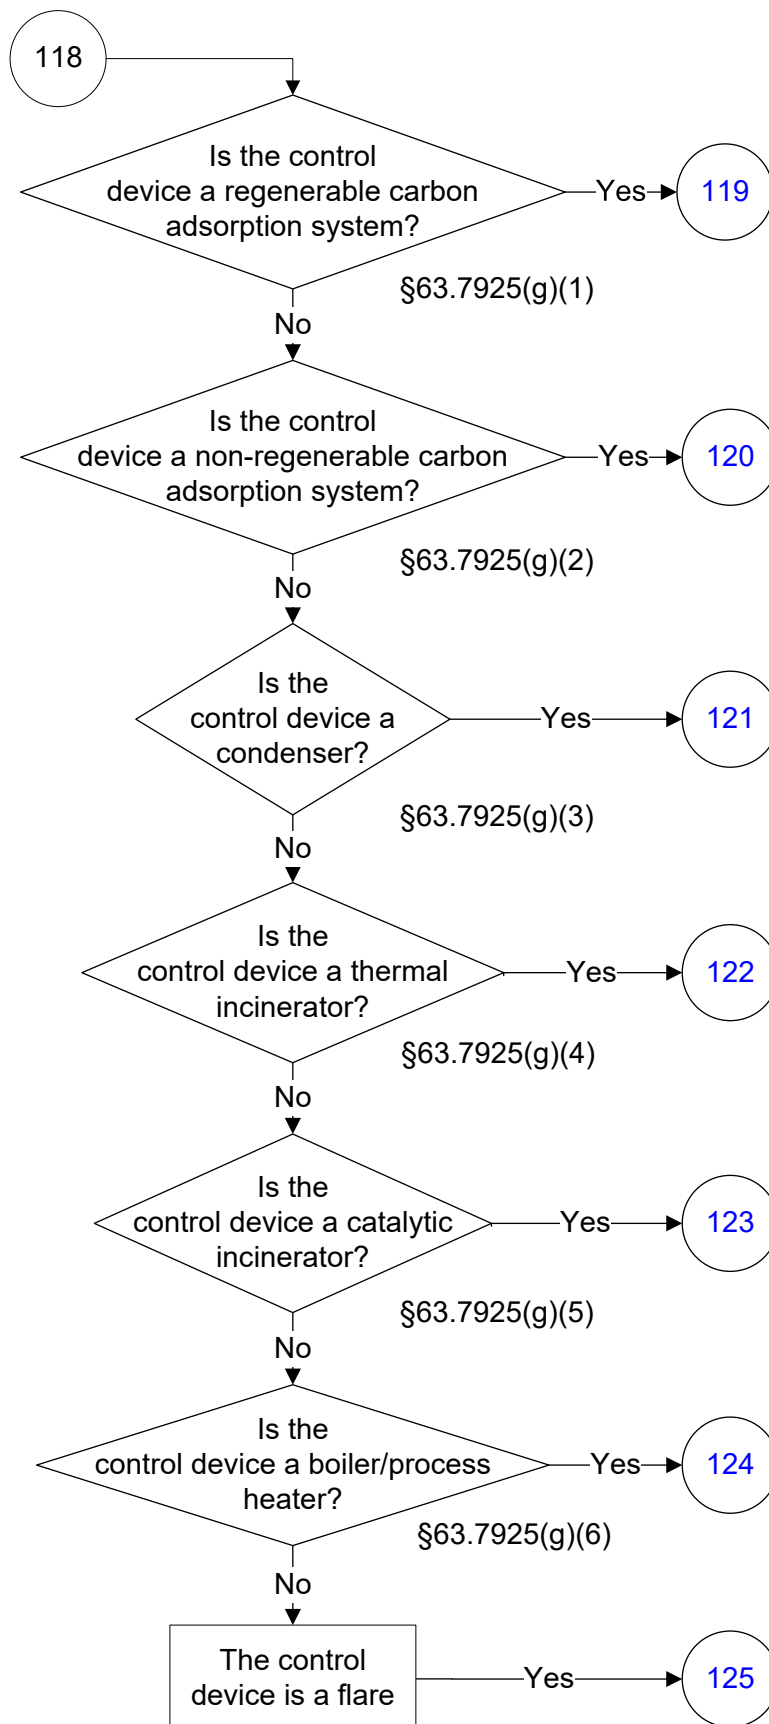 118
Is the control
device a regenerable carbon
adsorption system?
Yes
119
§63.7925(g)(1)
No
Is the control
device a non-regenerable carbon
adsorption system?
Yes
120
§63.7925(g)(2)
No
Is the
control device a
condenser?
Yes
121
§63.7925(g)(3)
No
Is the
control device a thermal
incinerator?
Yes
122
§63.7925(g)(4)
No
Is the
control device a catalytic
incinerator?
Yes
123
§63.7925(g)(5)
No
Is the
control device a boiler/process
heater?
Yes
124
§63.7925(g)(6)
No
The control
device is a flare
Yes
125